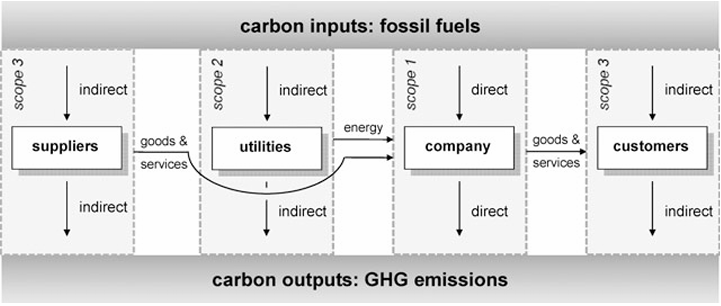 carbon inputs: fossil fuels
scope 3
indirect
suppliers
indirect
goods &
services
scope 2
indirect
utilities
indirect
energy
scope 1
direct
company
direct
goods &
services
scope 3
indirect
customers
indirect
carbon outputs: GHG emissions